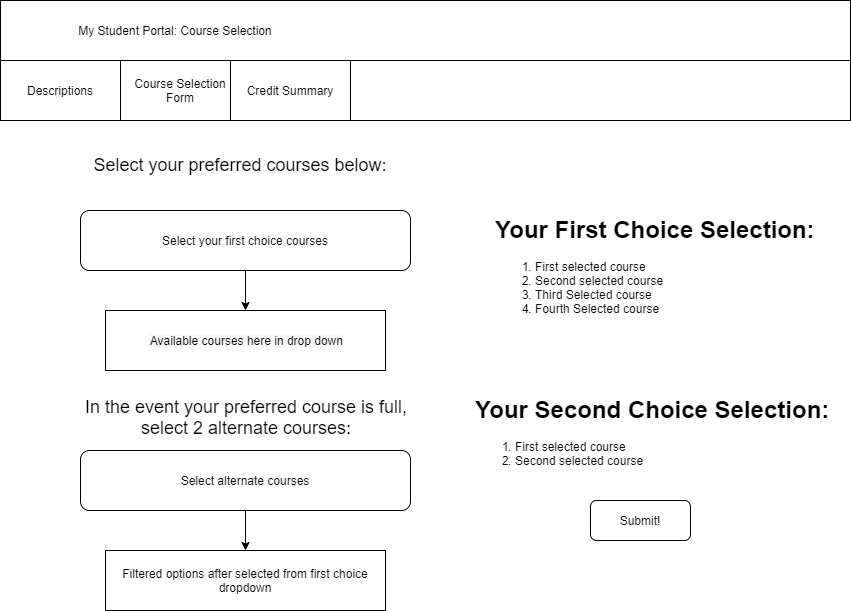 My Student Portal: Course Selection
Descriptions
Course Selection
Form
Credit Summary
Select your preferred courses below:
Select your first choice courses
Available courses here in drop down
Your First Choice Selection:
1. First selected course
2. Second selected course
3. Third Selected course
4. Fourth Selected course
In the event your preferred course is full,
select 2 alternate courses:
Select alternate courses
Filtered options after selected from first choice
dropdown
Your Second Choice Selection:
1. First selected course
2. Second selected course
Submit!